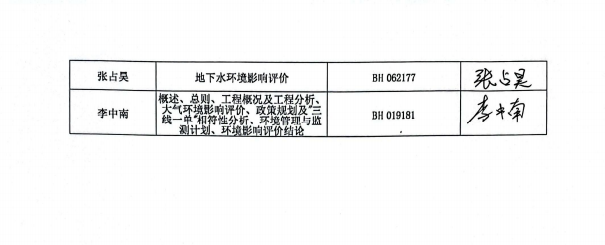 张占昊 地下水环境影响评价 BH 062177 张占昊
概述、总则、工程概况及工程分析、
大气环境影响评价、政策规划及"三
李中南 线一单"相符性分析、环境管理与监 BH 019181 李中南
测计划、环境影响评价结论